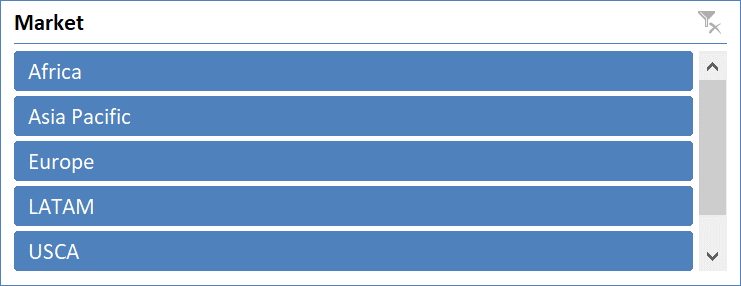 Market
Africa
Asia Pacific
Europe
LATAM
USCA